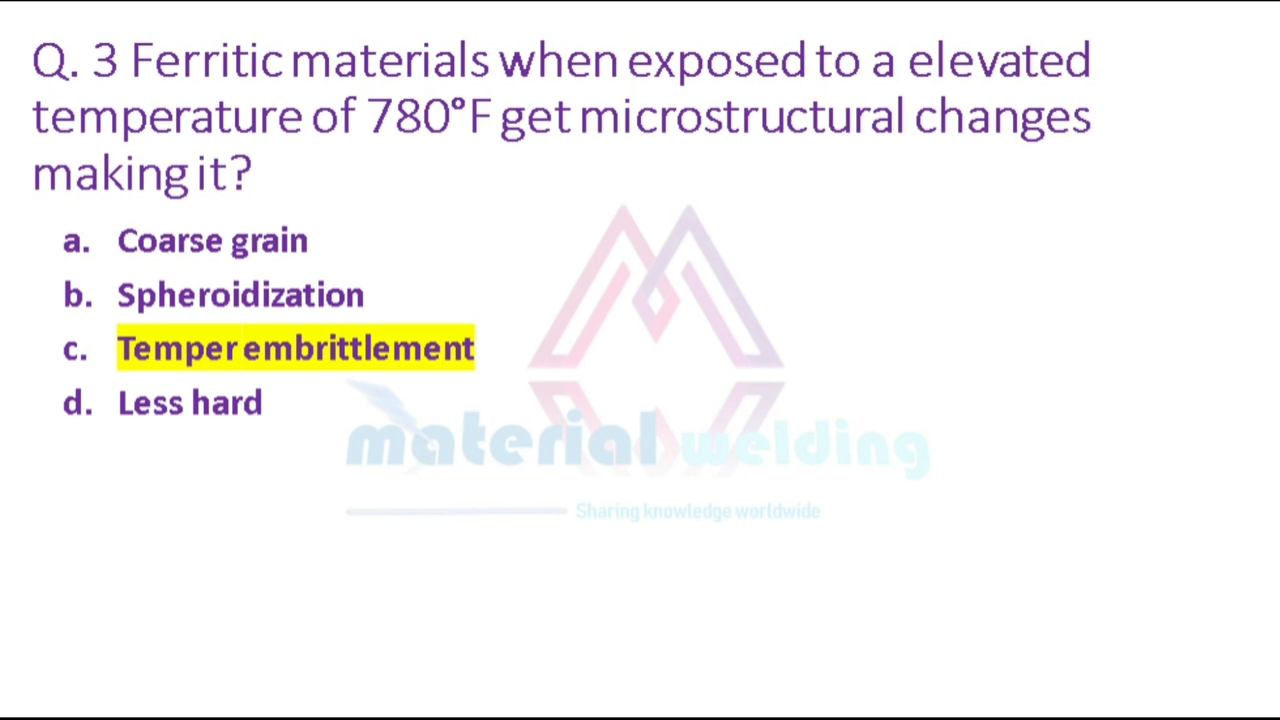 Q. 3 Ferritic materials when exposed to a elevated
temperature of 780°F get microstructural changes
making it?
a. Coarse grain
b. Spheroidization
c. Temper embrittlement
d. Less hard
material welding
Sharing knowledge worldwide